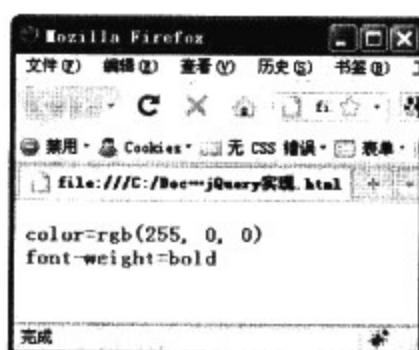 Mozilla Firefox
文件(F) 编辑(E) 查看(V) 历史(S) 书签(B)
禁用· Cookies· 无 CSS 错误· 表单·
file:///C:/Doc…jQuery实现.html
color=rgb(255, 0, 0)
font-weight=bold
完成